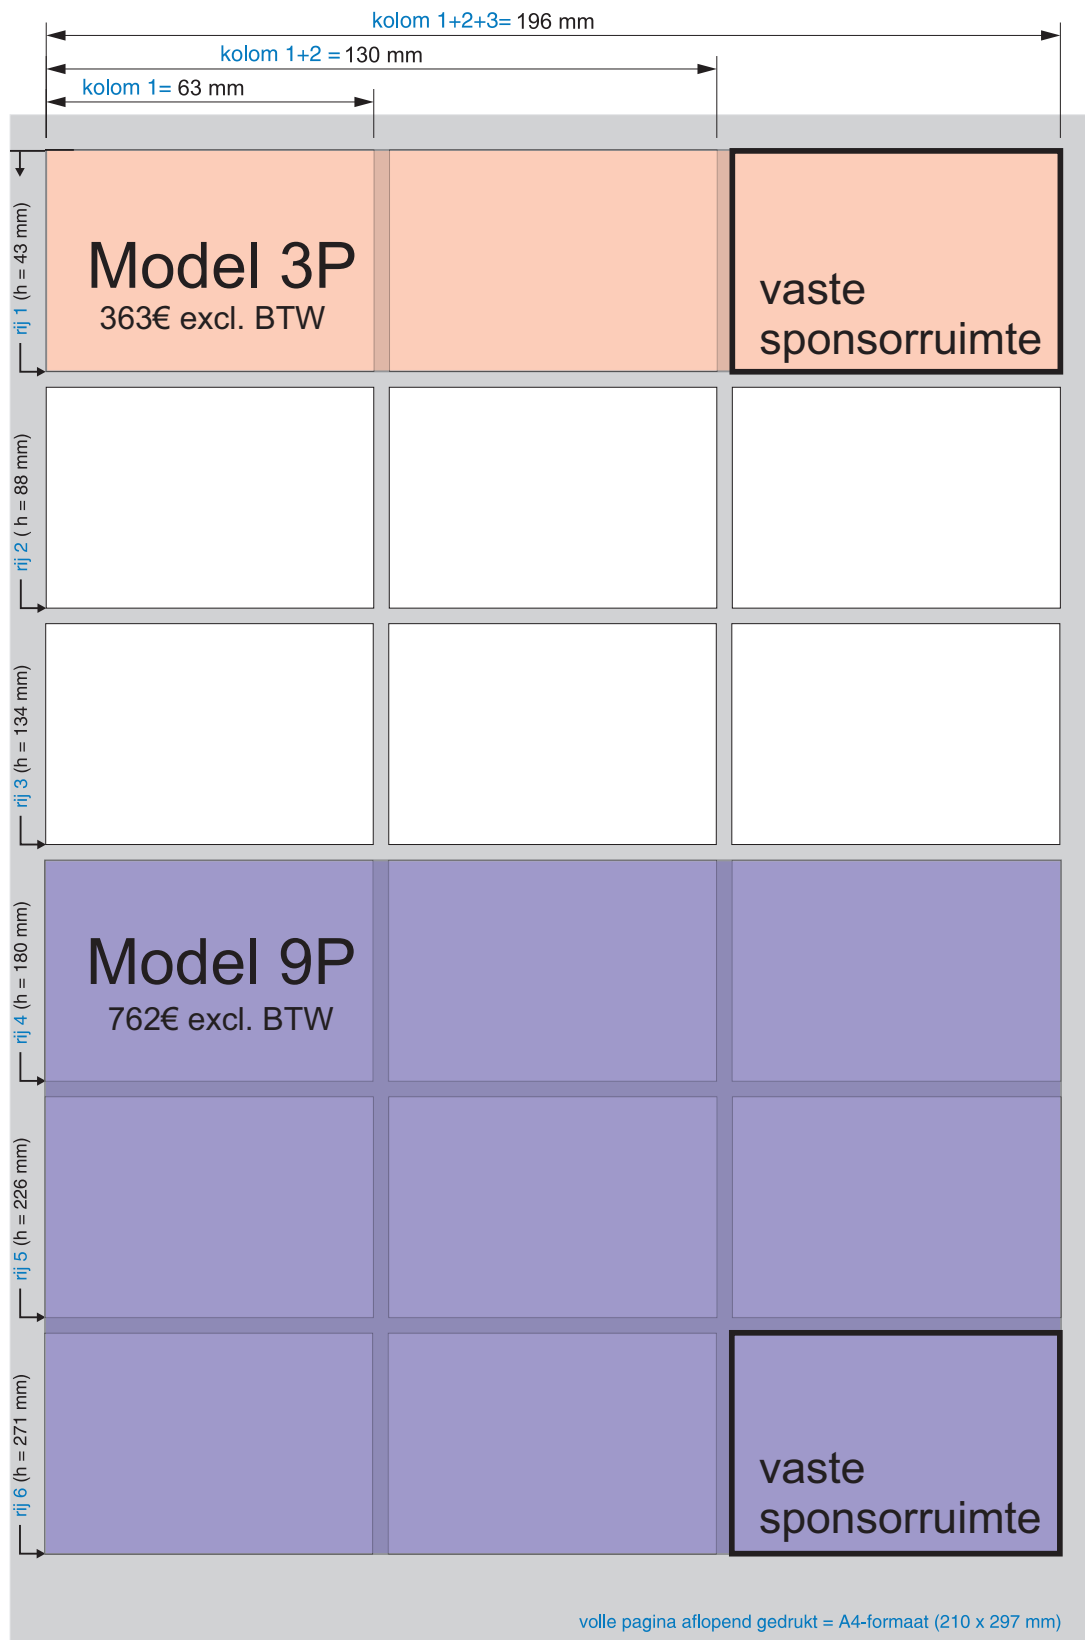 kolom 1+2+3= 196 mm
kolom 1+2 = 130 mm
kolom 1= 63 mm
rij 1 (h = 43 mm)
Model 3P
363€ excl. BTW
vaste
sponsorruimte
rij 2 ( h = 88 mm)
rij 3 (h = 134 mm)
rij 4 (h = 180 mm)
Model 9P
762€ excl. BTW
rij 5 (h = 226 mm)
rij 6 (h = 271 mm)
vaste
sponsorruimte
volle pagina aflopend gedrukt = A4-formaat (210 x 297 mm)